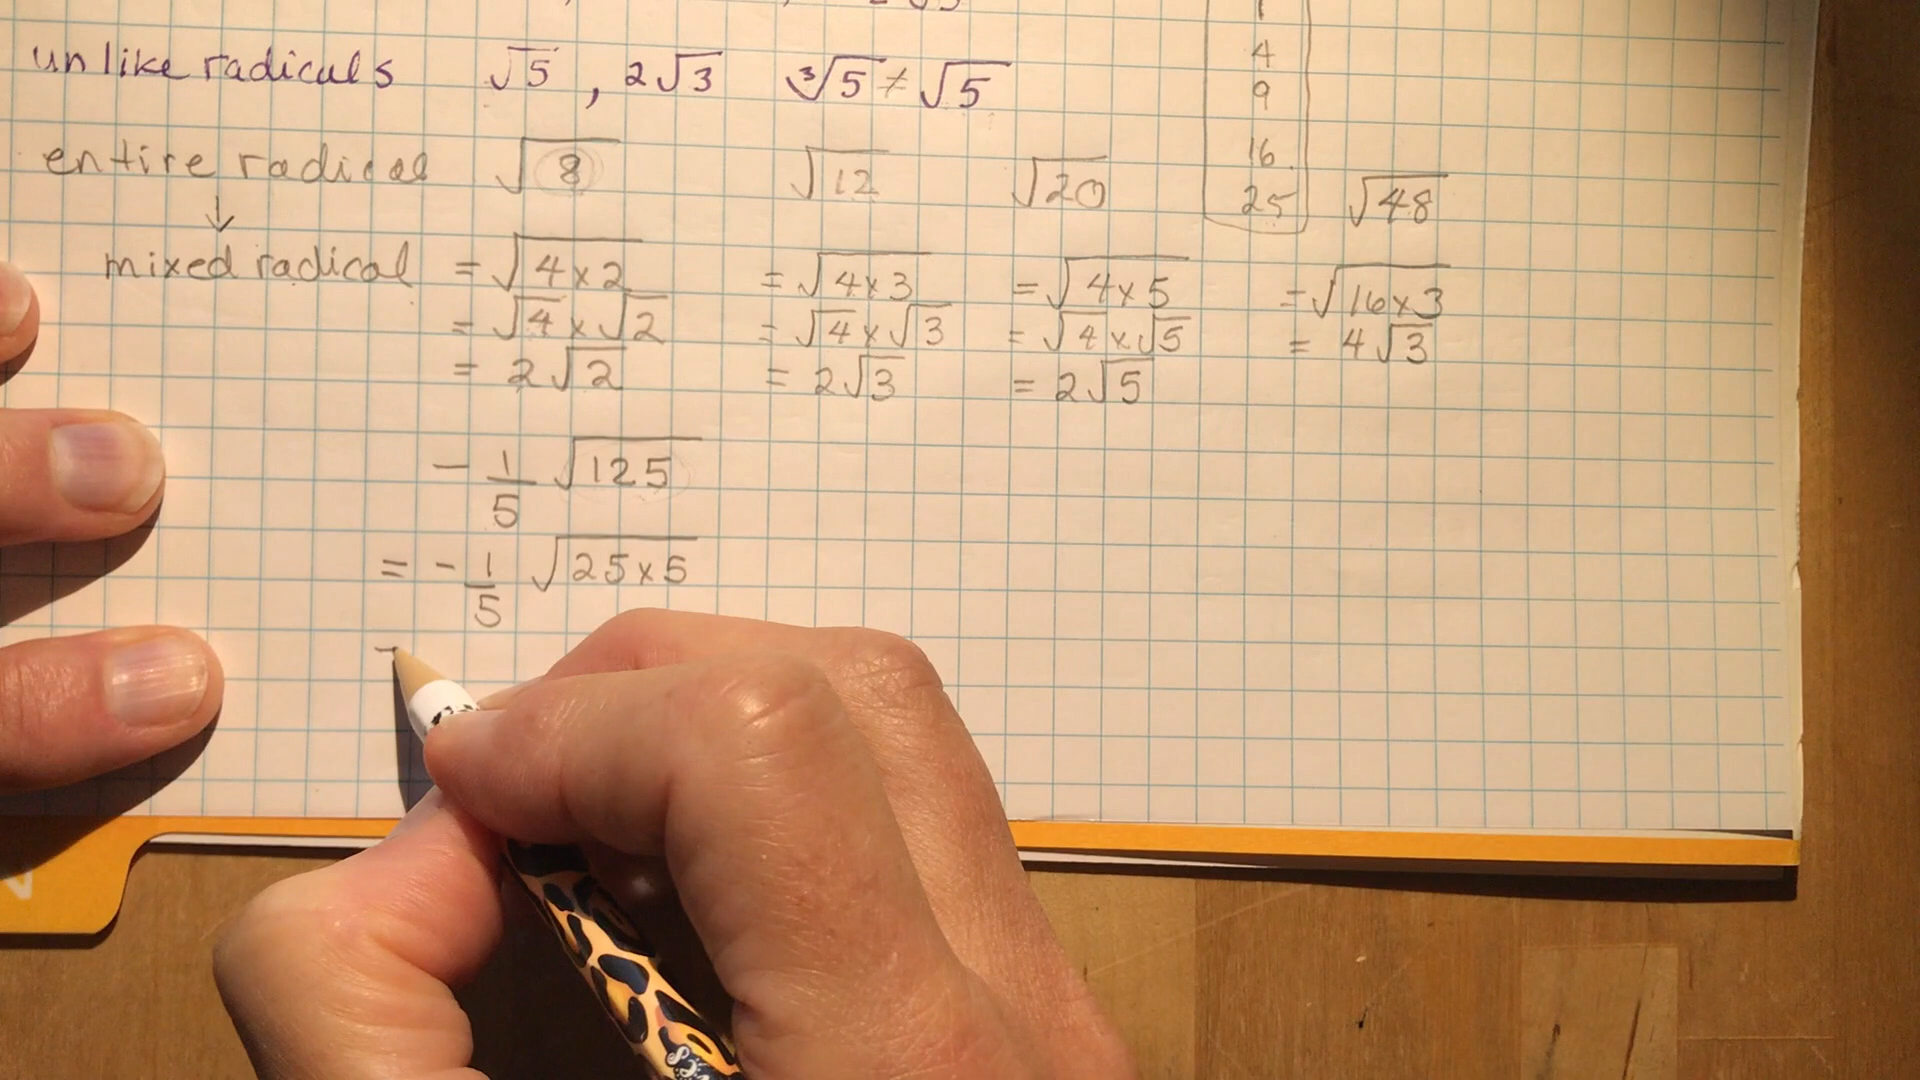 unlike radicals √5 , 2√3 ∛5 ≠ √5
1
4
9
16
25
entire radical √8 √12 √20 √48
↓
mixed radical = √4×2 = √4×3 = √4×5 = √16×3
= √4 × √2 = √4 × √3 = √4 × √5 = 4√3
= 2√2 = 2√3 = 2√5
- 1/5 √125
= - 1/5 √25×5